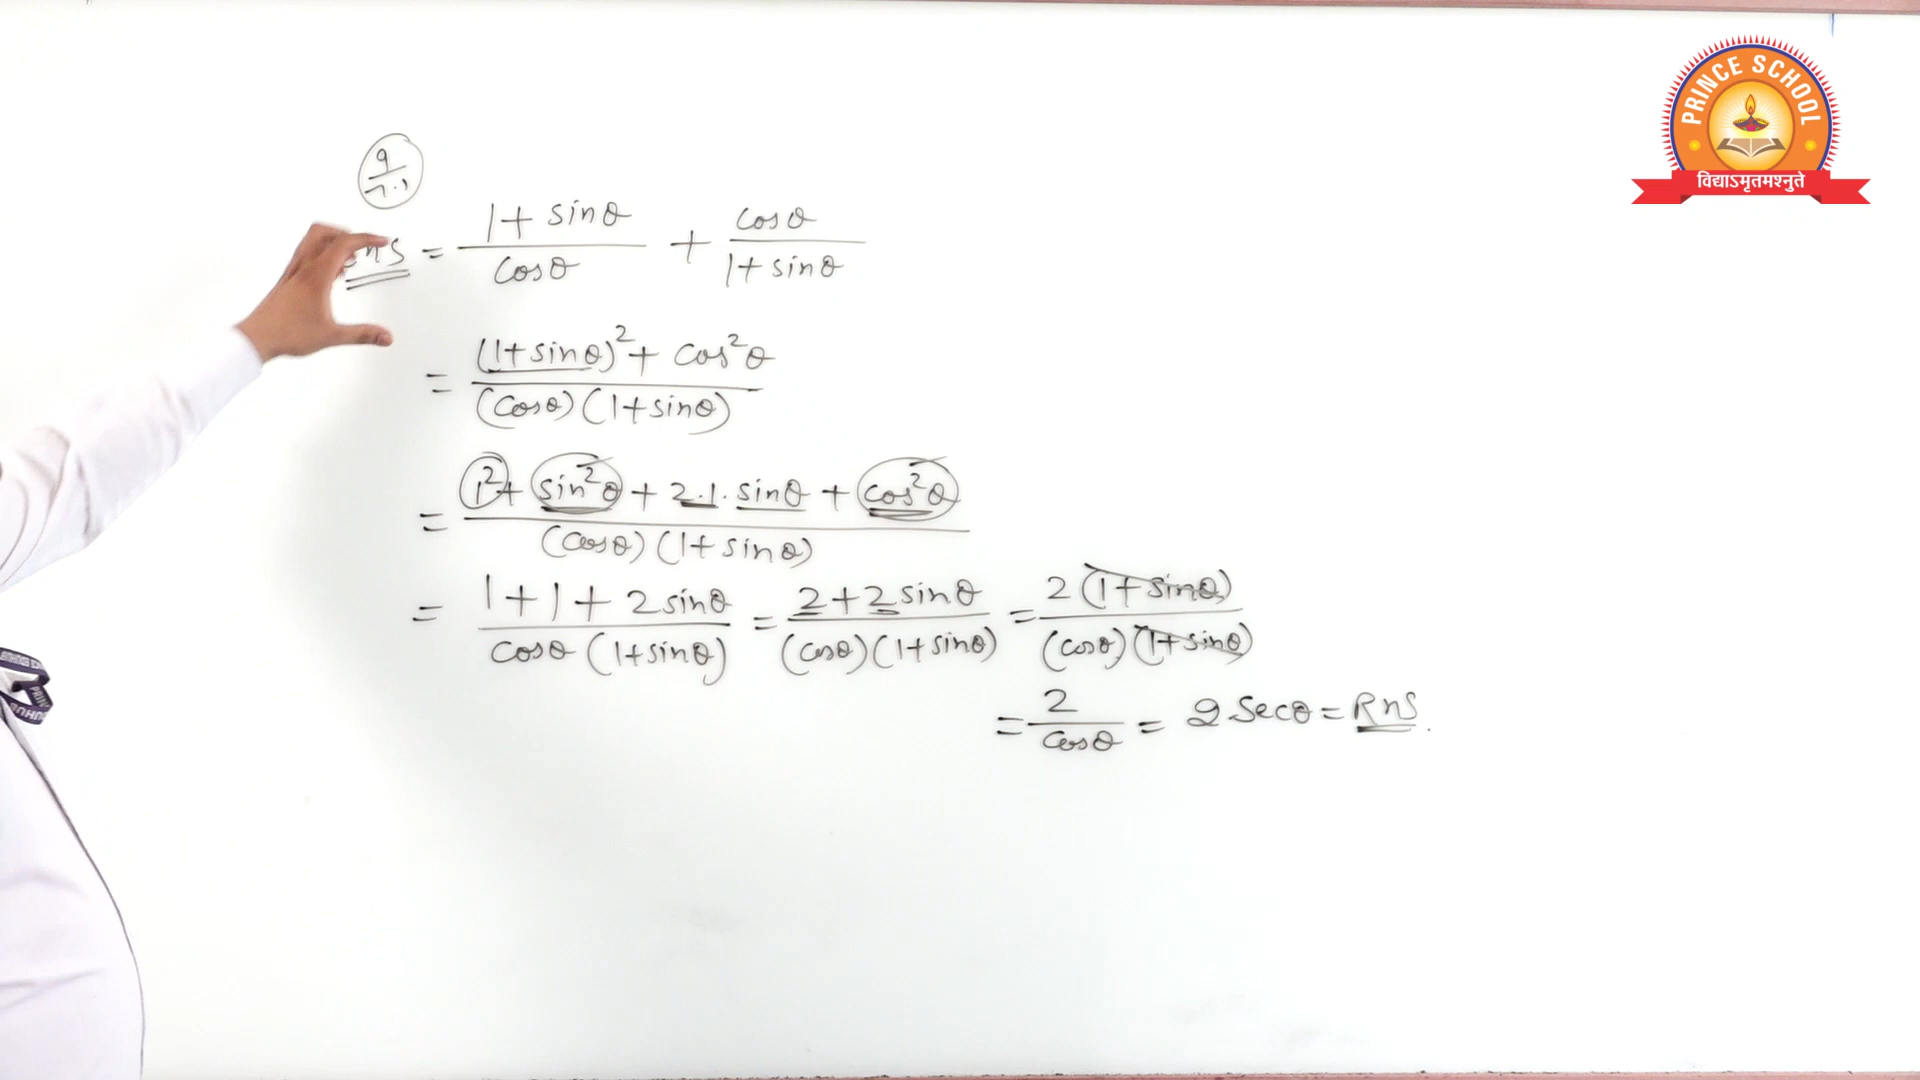 PRINCE SCHOOL
विद्याऽमृतमश्नुते
9/7.1
= (1 + sinθ)/cosθ + cosθ/(1 + sinθ)
= ((1+sinθ)² + cos²θ)/((cosθ)(1+sinθ))
= (1² + sin²θ + 2.1.sinθ + cos²θ)/((cosθ)(1+sinθ))
= (1+1+2sinθ)/(cosθ(1+sinθ)) = (2+2sinθ)/((cosθ)(1+sinθ)) = (2(1+sinθ))/((cosθ)(1+sinθ))
= 2/cosθ = 2 Secθ = RHS.